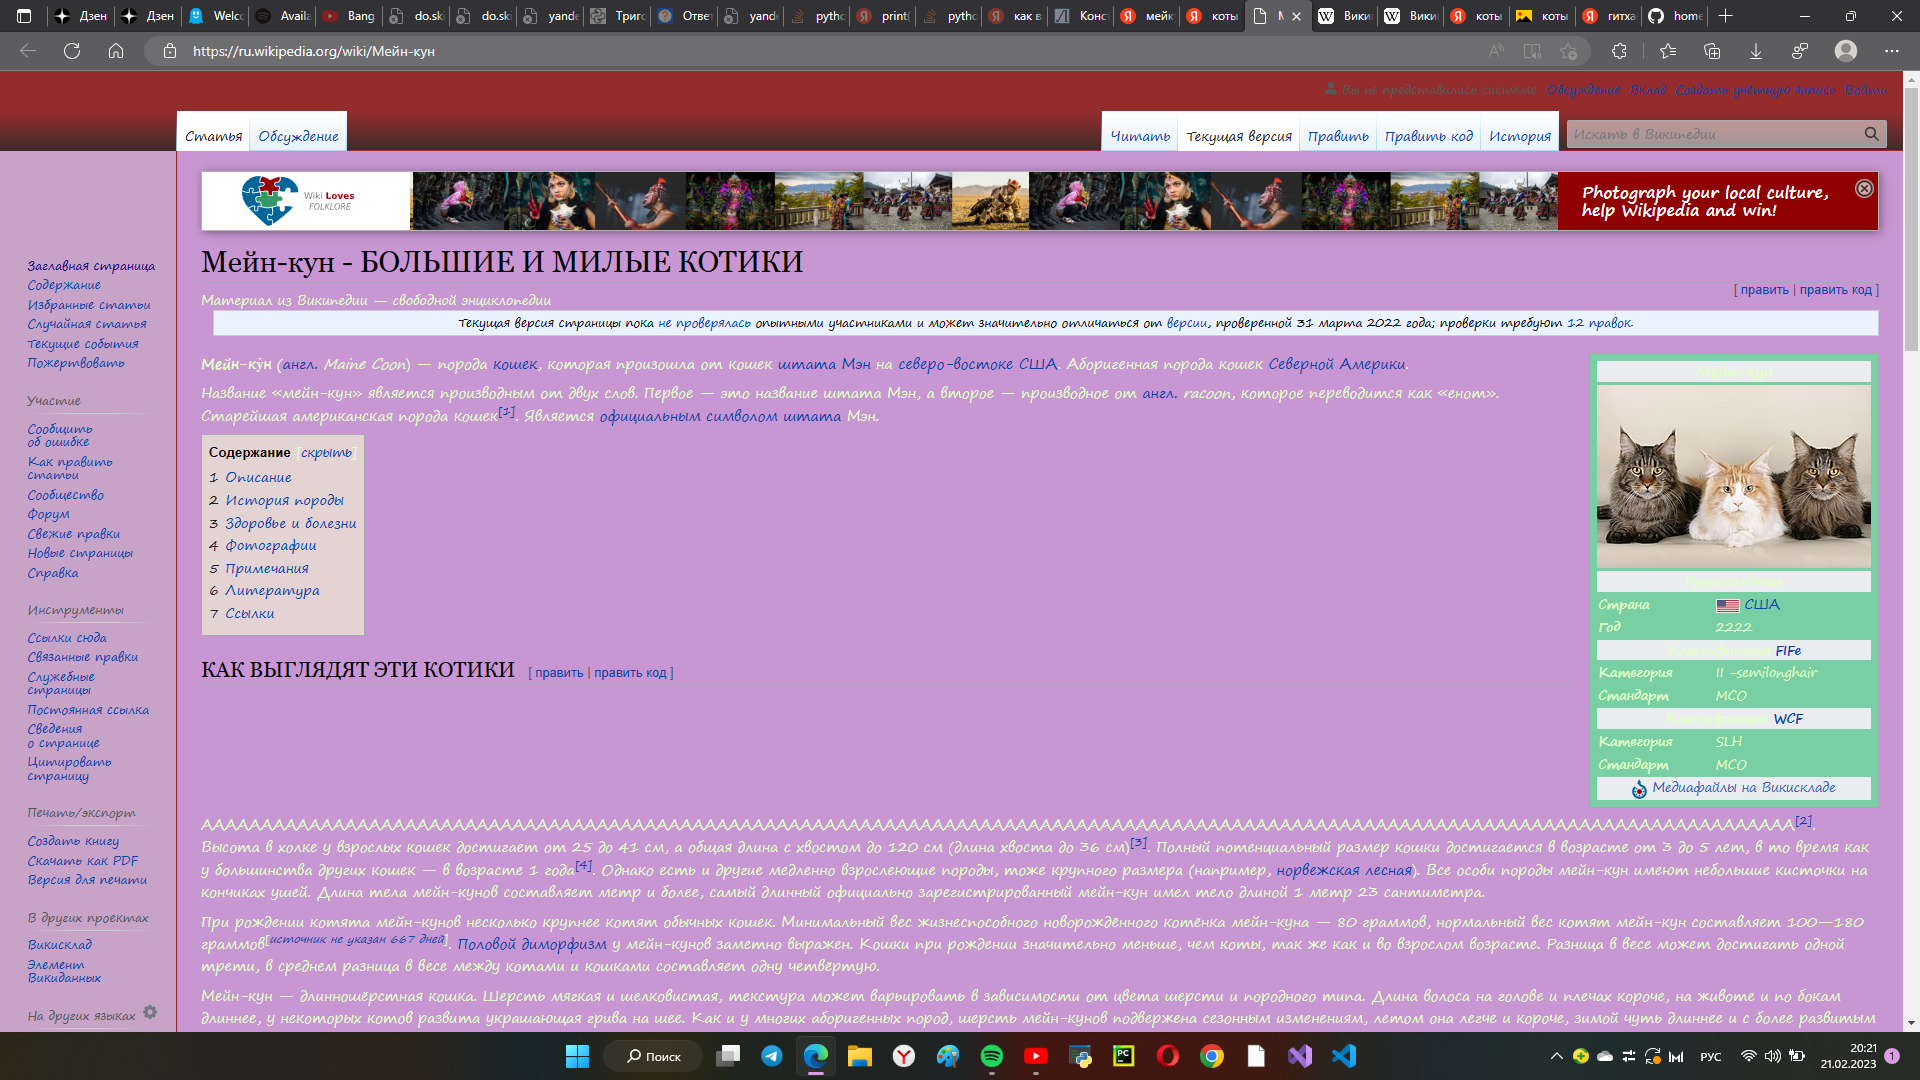 Дзен
Дзен
Welcc
Availa
Bang
do.ski
do.ski
yande
Триго
Ответ
yande
pytho
print(
pytho
как в
Конст
мейк
коты
Вики
Вики
коты
коты
гитха
home
https://ru.wikipedia.org/wiki/Мейн-кун
Вы не представились системе Обсуждение Вклад Создать учётную запись Войти
Статья Обсуждение Читать Текущая версия Править Править код История Искать в Википедии
Wiki Loves
FOLKLORE
Photograph your local culture,
help Wikipedia and win!
Мейн-кун - БОЛЬШИЕ И МИЛЫЕ КОТИКИ
[ править | править код ]
Материал из Википедии — свободной энциклопедии
Текущая версия страницы пока не проверялась опытными участниками и может значительно отличаться от версии, проверенной 31 марта 2022 года; проверки требуют 12 правок.
Мейн-ку́н (англ. Maine Coon) — порода кошек, которая произошла от кошек штата Мэн на северо-востоке США. Аборигенная порода кошек Северной Америки.
Название «мейн-кун» является производным от двух слов. Первое — это название штата Мэн, а второе — производное от англ. racoon, которое переводится как «енот».
Старейшая американская порода кошек[1]. Является официальным символом штата Мэн.
Содержание [скрыть]
1 Описание
2 История породы
3 Здоровье и болезни
4 Фотографии
5 Примечания
6 Литература
7 Ссылки
КАК ВЫГЛЯДЯТ ЭТИ КОТИКИ [ править | править код ]
Мейн-кун
Происхождение
Страна США
Год 2222
Классификация FIFe
Категория II -semilonghair
Стандарт MCO
Классификация WCF
Категория SLH
Стандарт MCO
Медиафайлы на Викискладе
[2].
Высота в холке у взрослых кошек достигает от 25 до 41 см, а общая длина с хвостом до 120 см (длина хвоста до 36 см)[3]. Полный потенциальный размер кошки достигается в возрасте от 3 до 5 лет, в то время как
у большинства других кошек — в возрасте 1 года[4]. Однако есть и другие медленно взрослеющие породы, тоже крупного размера (например, норвежская лесная). Все особи породы мейн-кун имеют небольшие кисточки на
кончиках ушей. Длина тела мейн-кунов составляет метр и более, самый длинный официально зарегистрированный мейн-кун имел тело длиной 1 метр 23 сантиметра.
При рождении котята мейн-кунов несколько крупнее котят обычных кошек. Минимальный вес жизнеспособного новорождённого котёнка мейн-куна — 80 граммов, нормальный вес котят мейн-кун составляет 100—180
граммов[источник не указан 667 дней]. Половой диморфизм у мейн-кунов заметно выражен. Кошки при рождении значительно меньше, чем коты, так же как и во взрослом возрасте. Разница в весе может достигать одной
трети, в среднем разница в весе между котами и кошками составляет одну четвёртую.
Мейн-кун — длинношёрстная кошка. Шерсть мягкая и шелковистая, текстура может варьировать в зависимости от цвета шерсти и породного типа. Длина волоса на голове и плечах короче, на животе и по бокам
длиннее, у некоторых котов развита украшающая грива на шее. Как и у многих аборигенных пород, шерсть мейн-кунов подвержена сезонным изменениям, летом она легче и короче, зимой чуть длиннее и с более развитым
Заглавная страница
Содержание
Избранные статьи
Случайная статья
Текущие события
Пожертвовать
Участие
Сообщить
об ошибке
Как править
статьи
Сообщество
Форум
Свежие правки
Новые страницы
Справка
Инструменты
Ссылки сюда
Связанные правки
Служебные
страницы
Постоянная ссылка
Сведения
о странице
Цитировать
страницу
Печать/экспорт
Создать книгу
Скачать как PDF
Версия для печати
В других проектах
Викисклад
Элемент
Викиданных
На других языках
Поиск
РУС
20:21
21.02.2023
1